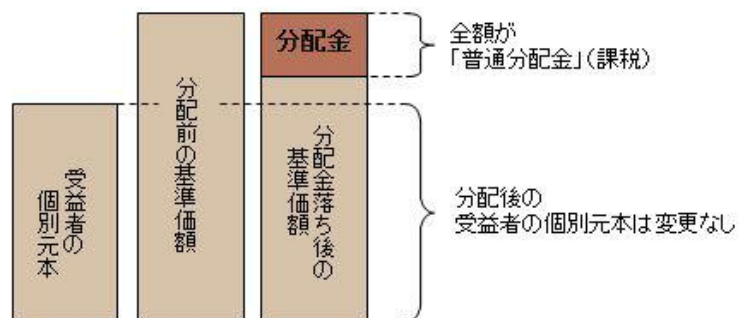 受益者の
個別元本
分配前の基準価額
分配金
分配金落ち後の
基準価額
全額が
「普通分配金」(課税)
分配後の
受益者の個別元本は変更なし